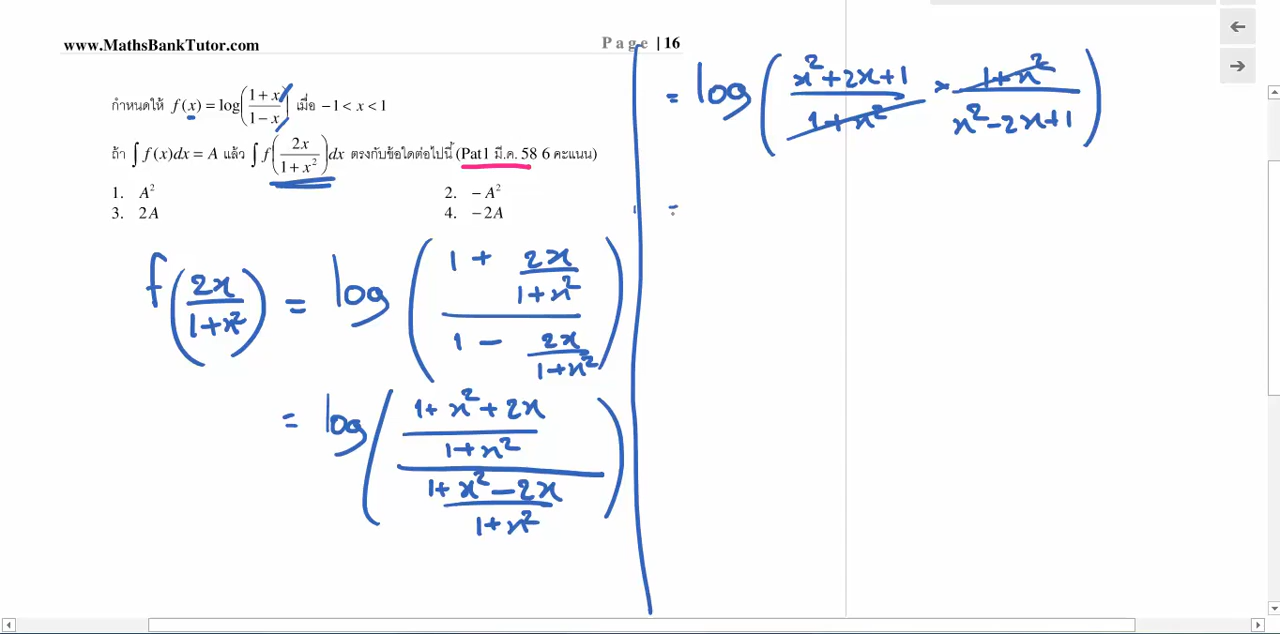 www.MathsBankTutor.com
Page | 16
กำหนดให้ f(x) = log((1 + x)/(1 − x)) เมื่อ −1 < x < 1
ถ้า ∫ f(x)dx = A แล้ว ∫ f(2x/(1 + x²))dx ตรงกับข้อใดต่อไปนี้ (Pat1 มี.ค. 58 6 คะแนน)
1. A² 2. −A²
3. 2A 4. −2A
f(2x/(1+x²)) = log((1 + 2x/(1+x²))/(1 − 2x/(1+x²)))
= log(((1+x²+2x)/(1+x²))/((1+x²−2x)/(1+x²)))
= log((x²+2x+1)/(1+x²) × (1+x²)/(x²−2x+1))
=